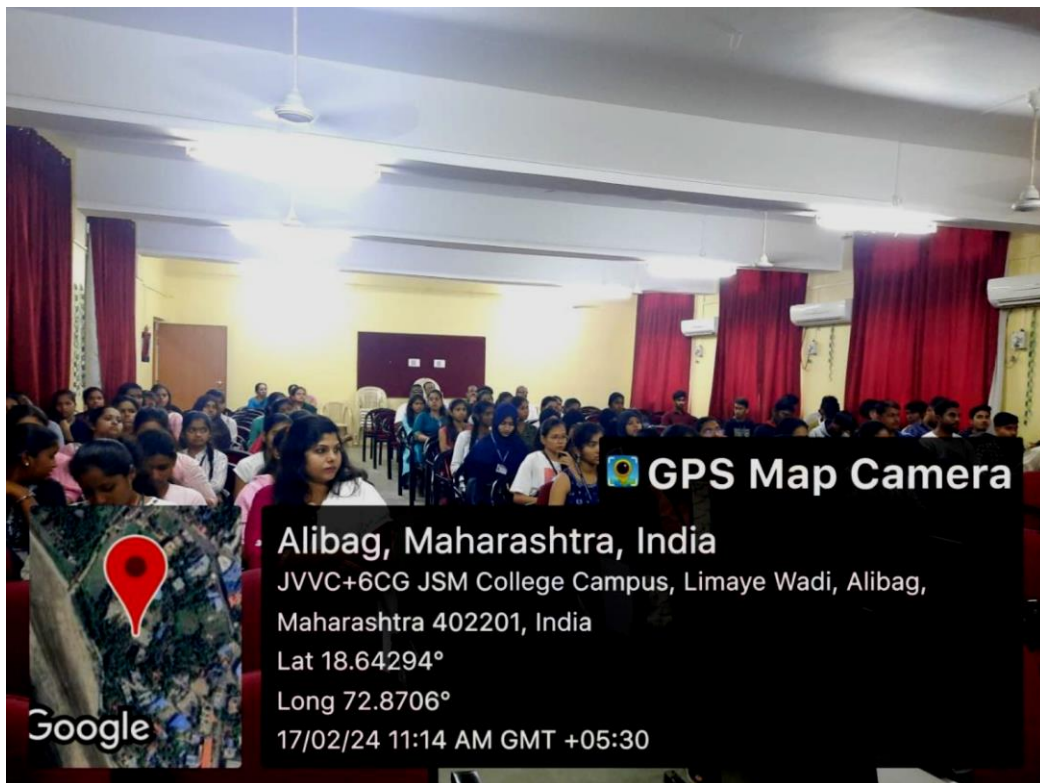 GPS Map Camera
Alibag, Maharashtra, India
JVVC+6CG JSM College Campus, Limaye Wadi, Alibag,
Maharashtra 402201, India
Lat 18.64294°
Long 72.8706°
17/02/24 11:14 AM GMT +05:30
Google